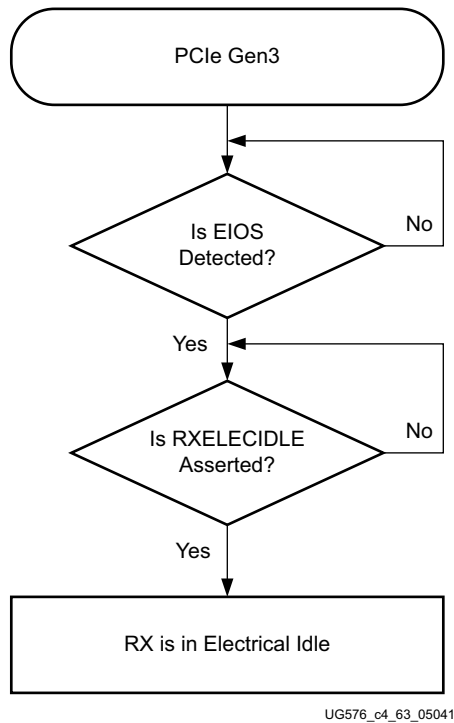 PCIe Gen3
Is EIOS
Detected?
No
Yes
Is RXELECIDLE
Asserted?
No
Yes
RX is in Electrical Idle
UG576_c4_63_05041